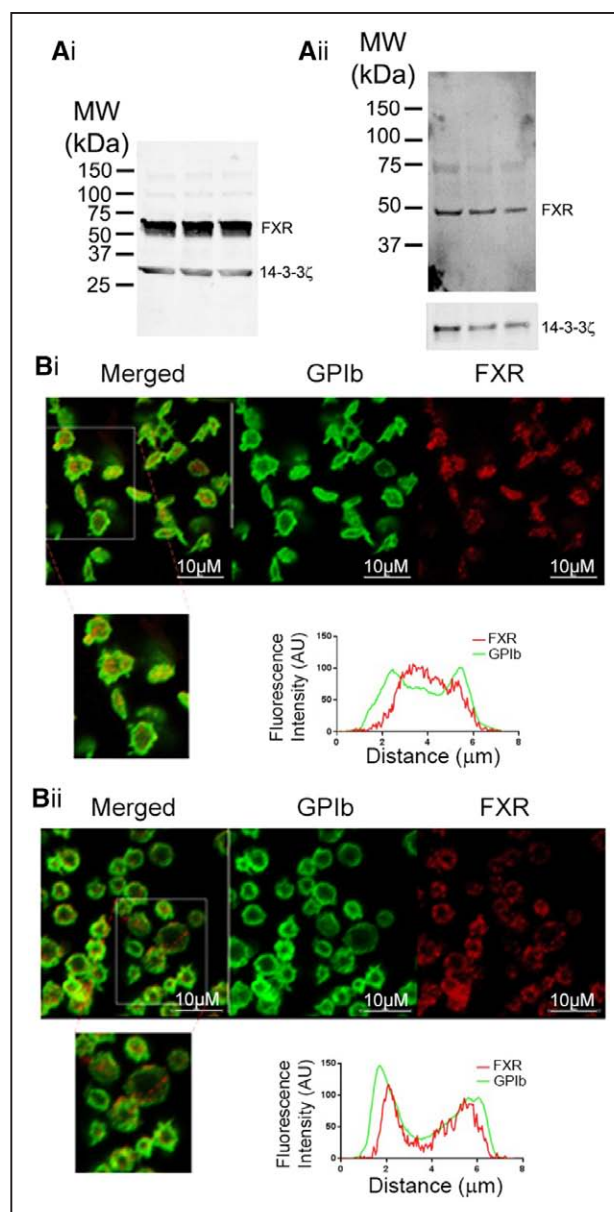 Ai
MW
(kDa)
150
100
75
50
37
25
FXR
14-3-3ζ
Aii
MW
(kDa)
150
100
75
50
37
FXR
14-3-3ζ
Bi
Merged GPIb FXR
10µM 10µM 10µM
Fluorescence
Intensity (AU)
150
100
50
0
0 2 4 6 8
Distance (µm)
FXR
GPIb
Bii
Merged GPIb FXR
10µM 10µM 10µM
Fluorescence
Intensity (AU)
150
100
50
0
0 2 4 6 8
Distance (µm)
FXR
GPIb